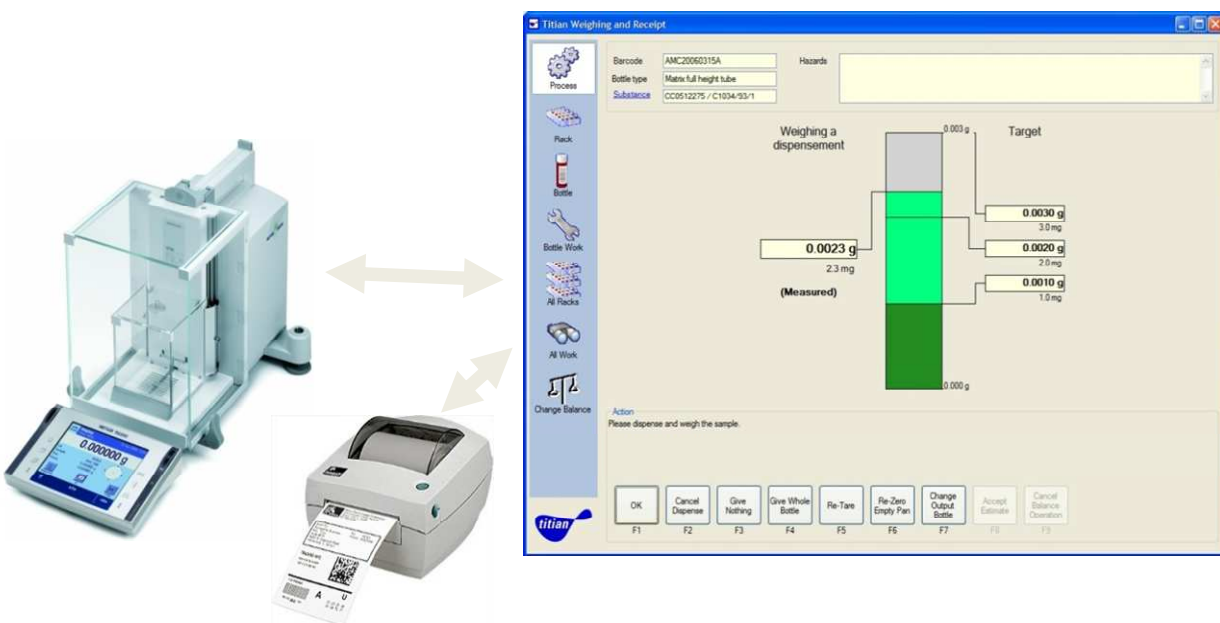 Titian Weighing and Receipt
Process
Rack
Bottle
Bottle Work
All Racks
All Work
Change Balance
titian
Barcode
AMC20060315A
Hazards
Bottle type
Matrix full height tube
Substance
CC0512275 / C1034/93/1
Weighing a
dispensement
0.003 g
Target
0.0030 g
3.0 mg
0.0023 g
2.3 mg
(Measured)
0.0020 g
2.0 mg
0.0010 g
1.0 mg
0.000 g
Action
Please dispense and weigh the sample.
OK
F1
Cancel
Dispense
F2
Give
Nothing
F3
Give Whole
Bottle
F4
Re-Tare
F5
Re-Zero
Empty Pan
F6
Change
Output
Bottle
F7
Accept
Estimate
F8
Cancel
Balance
Operation
F9
0.000000 g
A U